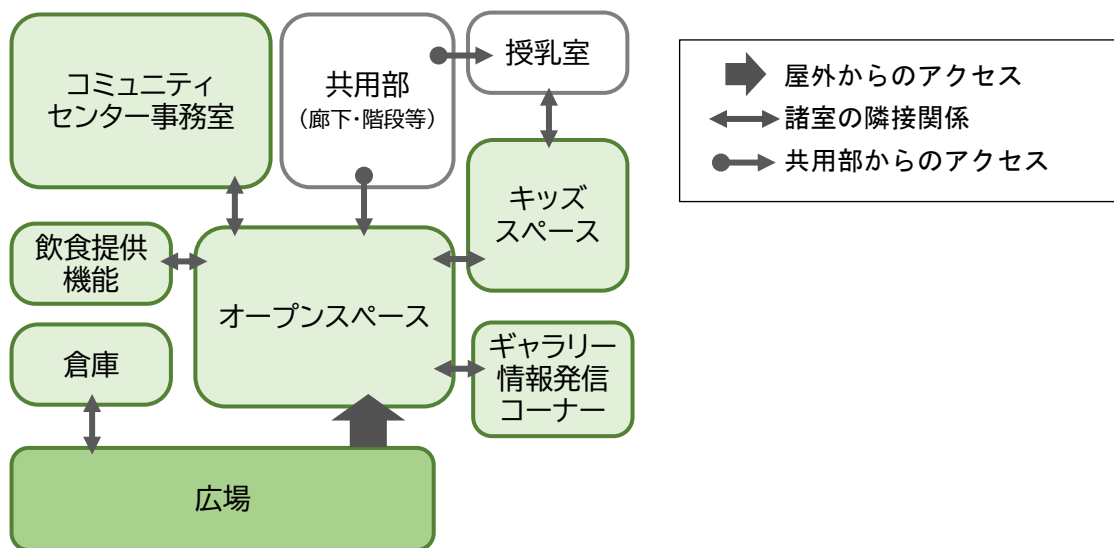 コミュニティ
センター事務室
共用部
（廊下・階段等）
授乳室
キッズ
スペース
飲食提供
機能
オープンスペース
倉庫
ギャラリー
情報発信
コーナー
広場
屋外からのアクセス
諸室の隣接関係
共用部からのアクセス